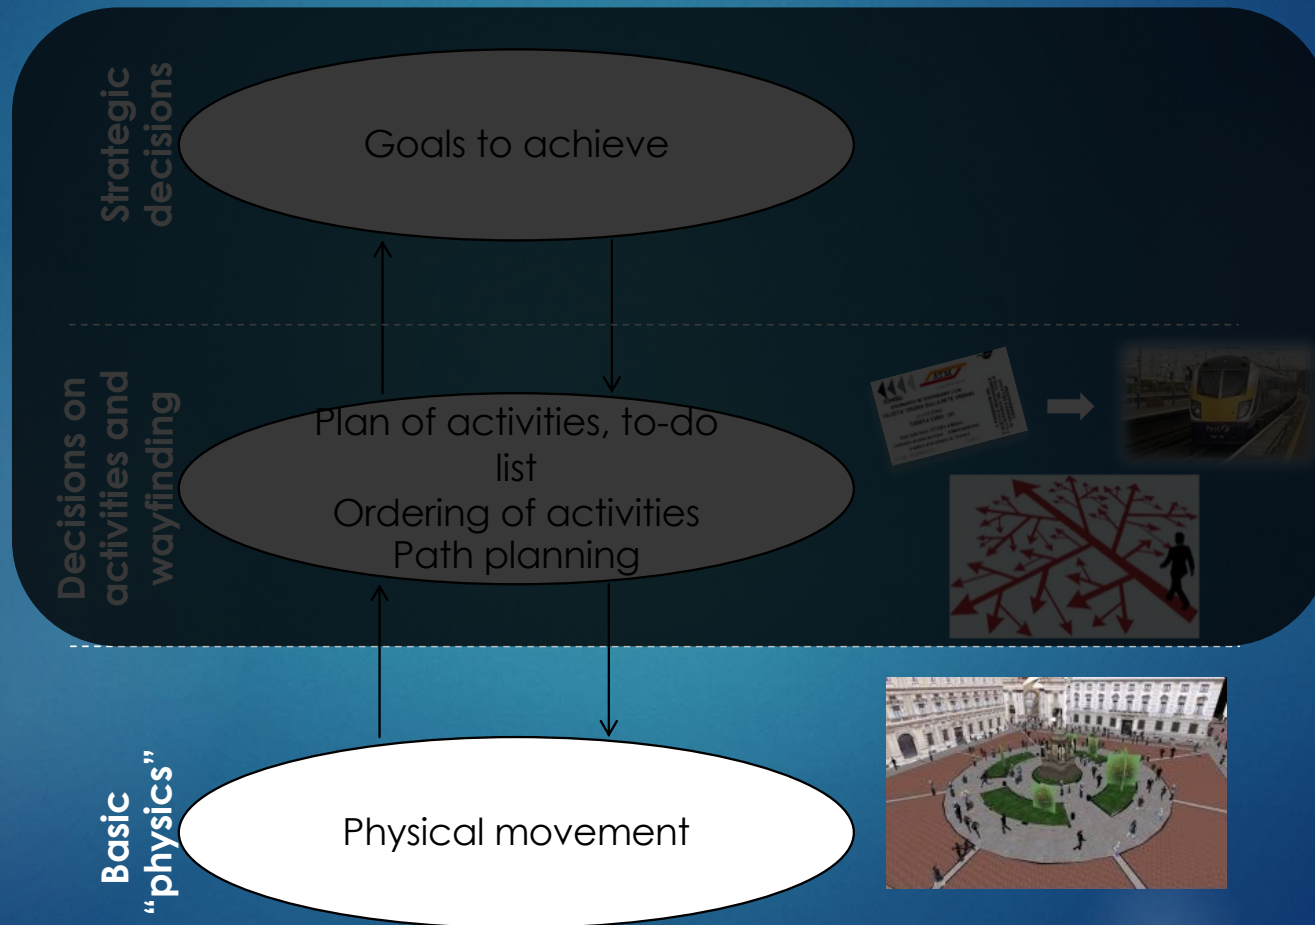 Strategic
decisions
Goals to achieve
Decisions on
activities and
wayfinding
Plan of activities, to-do
list
Ordering of activities
Path planning
Basic
“physics”
Physical movement